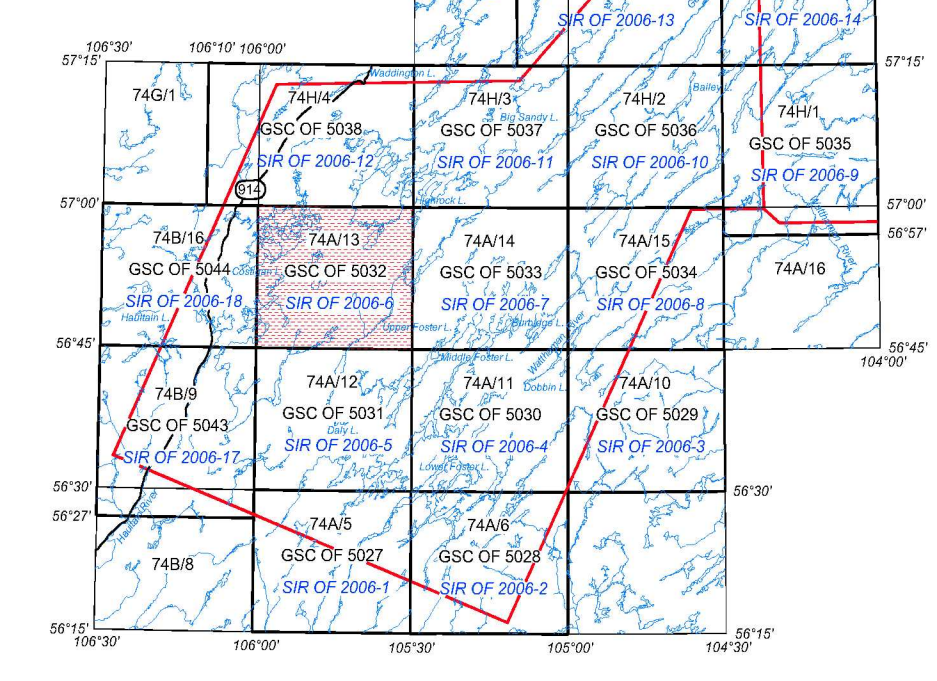 SIR OF 2006-13
SIR OF 2006-14
106°30'
106°10'
106°00'
57°15'
57°15'
Waddington L.
74G/1
74H/4
GSC OF 5038
SIR OF 2006-12
74H/3
Big Sandy L.
GSC OF 5037
SIR OF 2006-11
74H/2
GSC OF 5036
SIR OF 2006-10
Bailey L.
74H/1
GSC OF 5035
SIR OF 2006-9
914
57°00'
57°00'
56°57'
74B/16
GSC OF 5044
SIR OF 2006-18
Haultain L.
74A/13
GSC OF 5032
SIR OF 2006-6
74A/14
GSC OF 5033
SIR OF 2006-7
Upper Foster L.
74A/15
GSC OF 5034
SIR OF 2006-8
74A/16
56°45'
56°45'
104°00'
74B/9
GSC OF 5043
SIR OF 2006-17
74A/12
GSC OF 5031
Daly L.
SIR OF 2006-5
Middle Foster L.
74A/11
GSC OF 5030
SIR OF 2006-4
Lower Foster L.
Dobbin L.
74A/10
GSC OF 5029
SIR OF 2006-3
56°30'
56°30'
56°27'
Haultain River
74B/8
74A/5
GSC OF 5027
SIR OF 2006-1
74A/6
GSC OF 5028
SIR OF 2006-2
56°15'
56°15'
106°30'
106°00'
105°30'
105°00'
104°30'